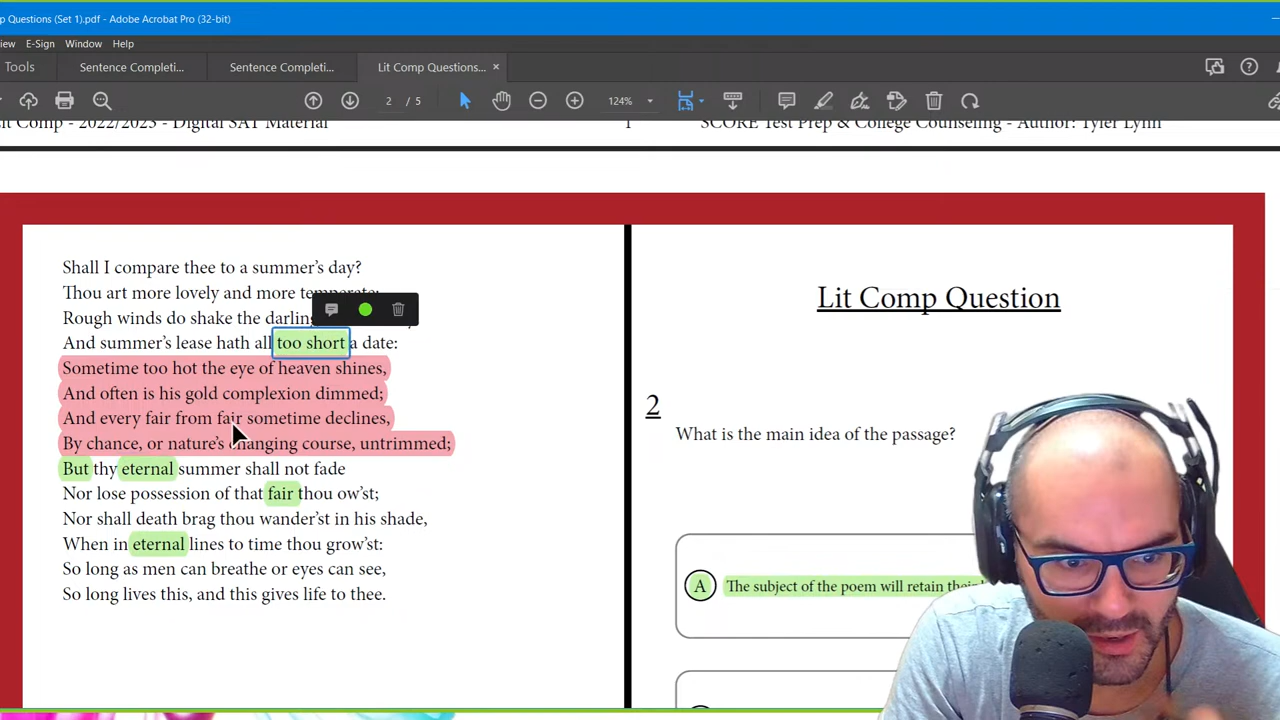 p Questions (Set 1).pdf - Adobe Acrobat Pro (32-bit)
iew E-Sign Window Help
Tools Sentence Completi... Sentence Completi... Lit Comp Questions... ×
2 / 5 124%
Lit Comp - 2022/2023 - Digital SAT Material 1 SCORE Test Prep & College Counseling - Author: Tyler Lynn
Shall I compare thee to a summer's day?
Thou art more lovely and more temperate:
Rough winds do shake the darling
And summer's lease hath all too short a date:
Sometime too hot the eye of heaven shines,
And often is his gold complexion dimmed;
And every fair from fair sometime declines,
By chance, or nature's changing course, untrimmed;
But thy eternal summer shall not fade
Nor lose possession of that fair thou ow'st;
Nor shall death brag thou wander'st in his shade,
When in eternal lines to time thou grow'st:
So long as men can breathe or eyes can see,
So long lives this, and this gives life to thee.
Lit Comp Question
2
What is the main idea of the passage?
A The subject of the poem will retain their